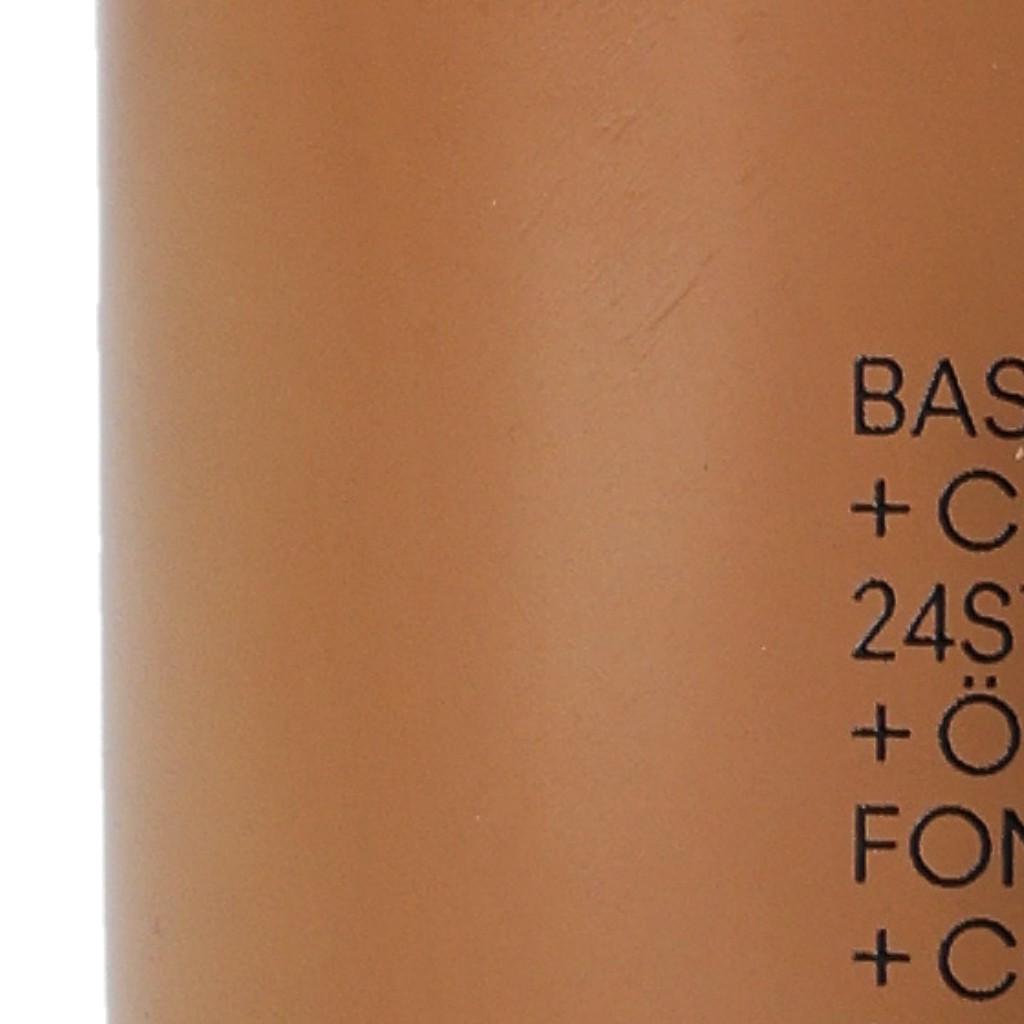 BAS
+ C
24S
+ Ö
FON
+ C